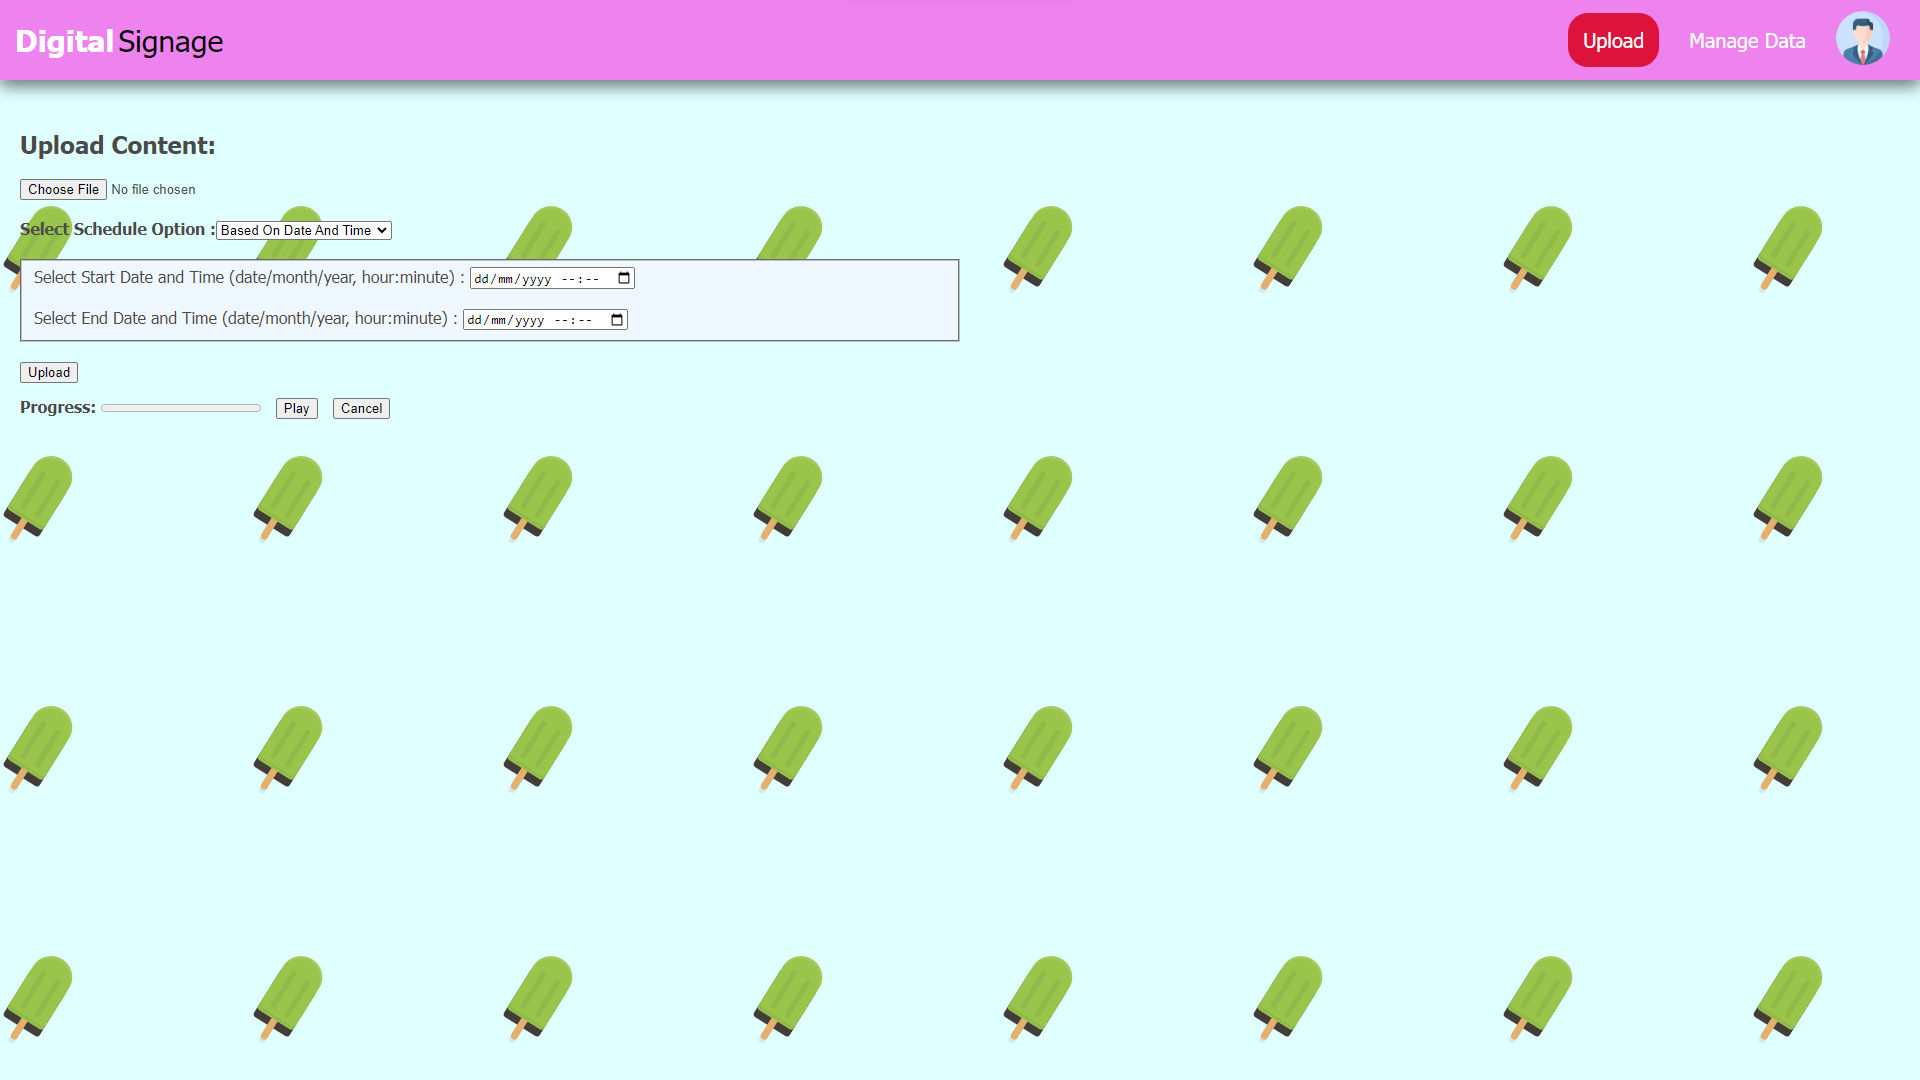 Digital Signage
Upload
Manage Data
Upload Content:
Choose File No file chosen
Select Schedule Option : Based On Date And Time
Select Start Date and Time (date/month/year, hour:minute) : dd/mm/yyyy --:--
Select End Date and Time (date/month/year, hour:minute) : dd/mm/yyyy --:--
Upload
Progress: Play Cancel